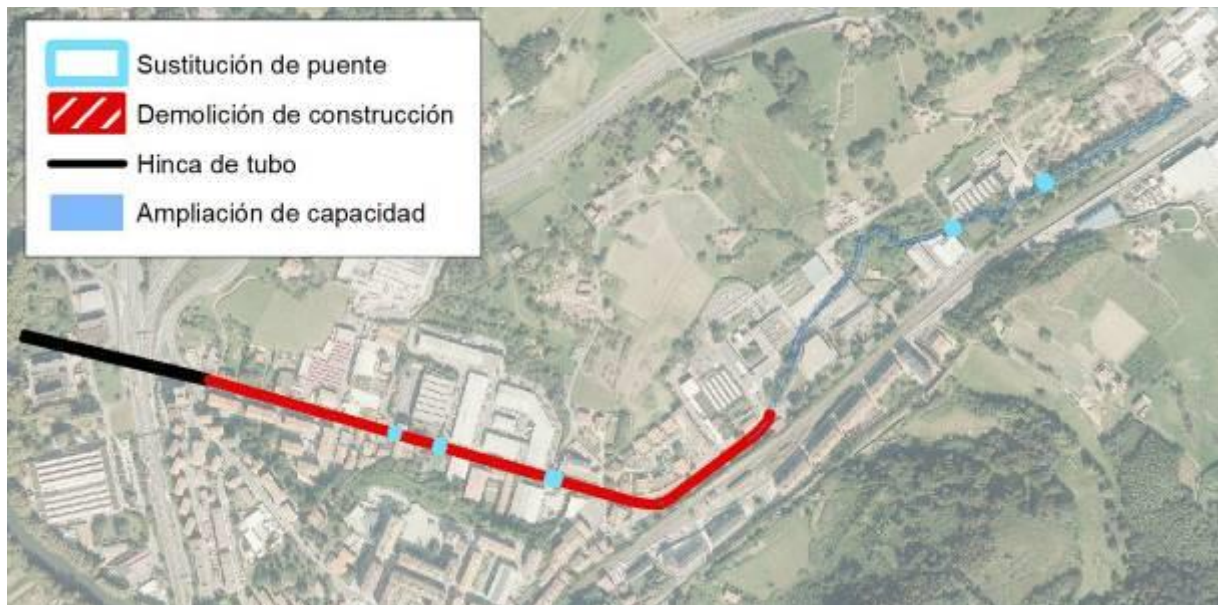 Sustitución de puente
Demolición de construcción
Hinca de tubo
Ampliación de capacidad